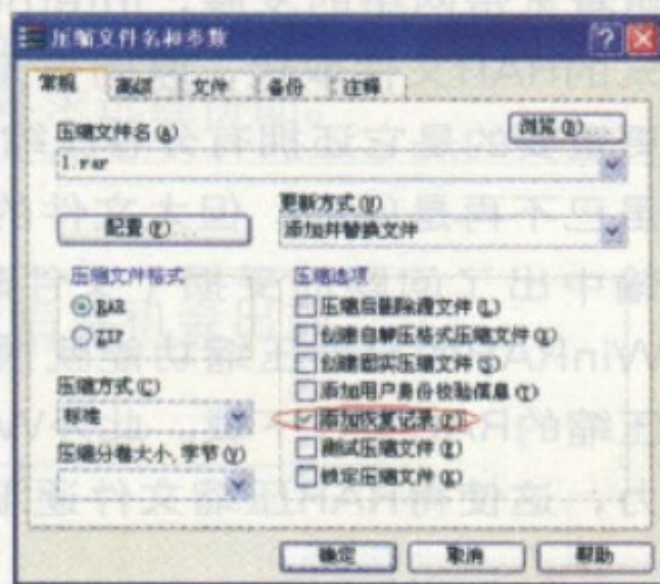 压缩文件名和参数
常规 高级 文件 备份 注释
压缩文件名(A)
浏览(B)...
1.rar
配置(F)...
更新方式(U)
添加并替换文件
压缩文件格式
RAR
ZIP
压缩选项
压缩后删除源文件(L)
创建自解压格式压缩文件(X)
创建固实压缩文件(S)
添加用户身份校验信息(Y)
添加恢复记录(E)
测试压缩文件(T)
锁定压缩文件(K)
压缩方式(C)
标准
压缩分卷大小,字节(V)
确定 取消 帮助